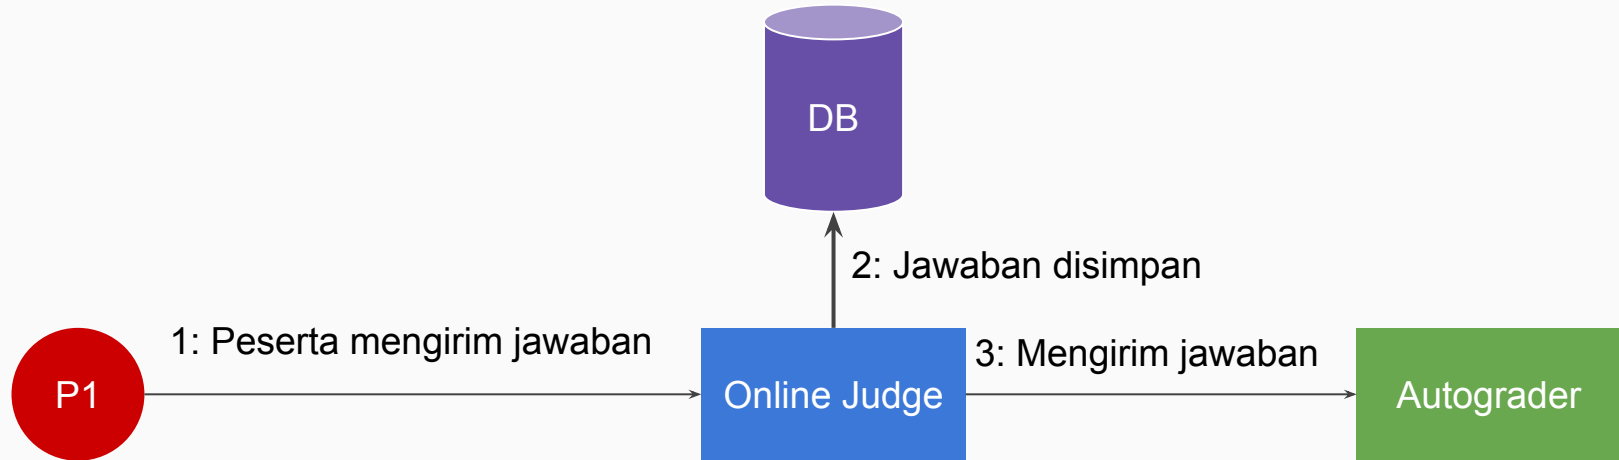 DB
2: Jawaban disimpan
1: Peserta mengirim jawaban
3: Mengirim jawaban
P1
Online Judge
Autograder